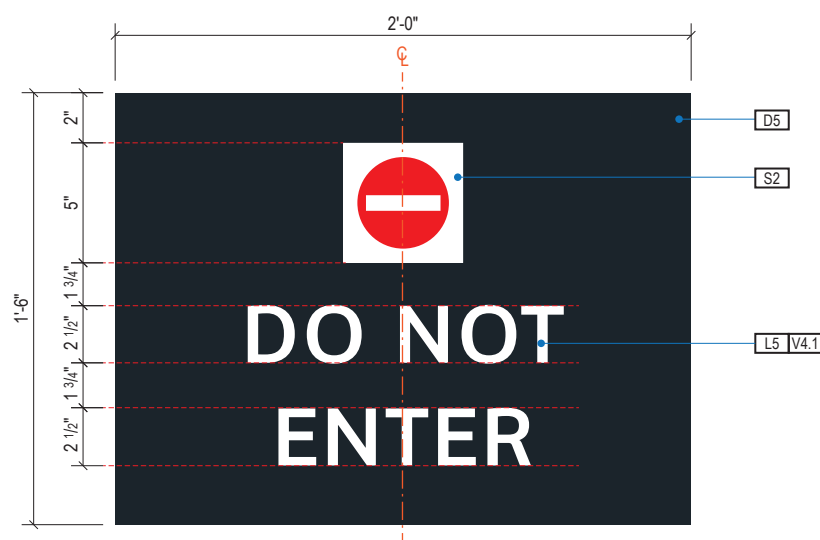 2'-0"
℄
2"
D5
5"
S2
1 3/4"
1'-6"
DO NOT
2 1/2"
L5 V4.1
1 3/4"
ENTER
2 1/2"